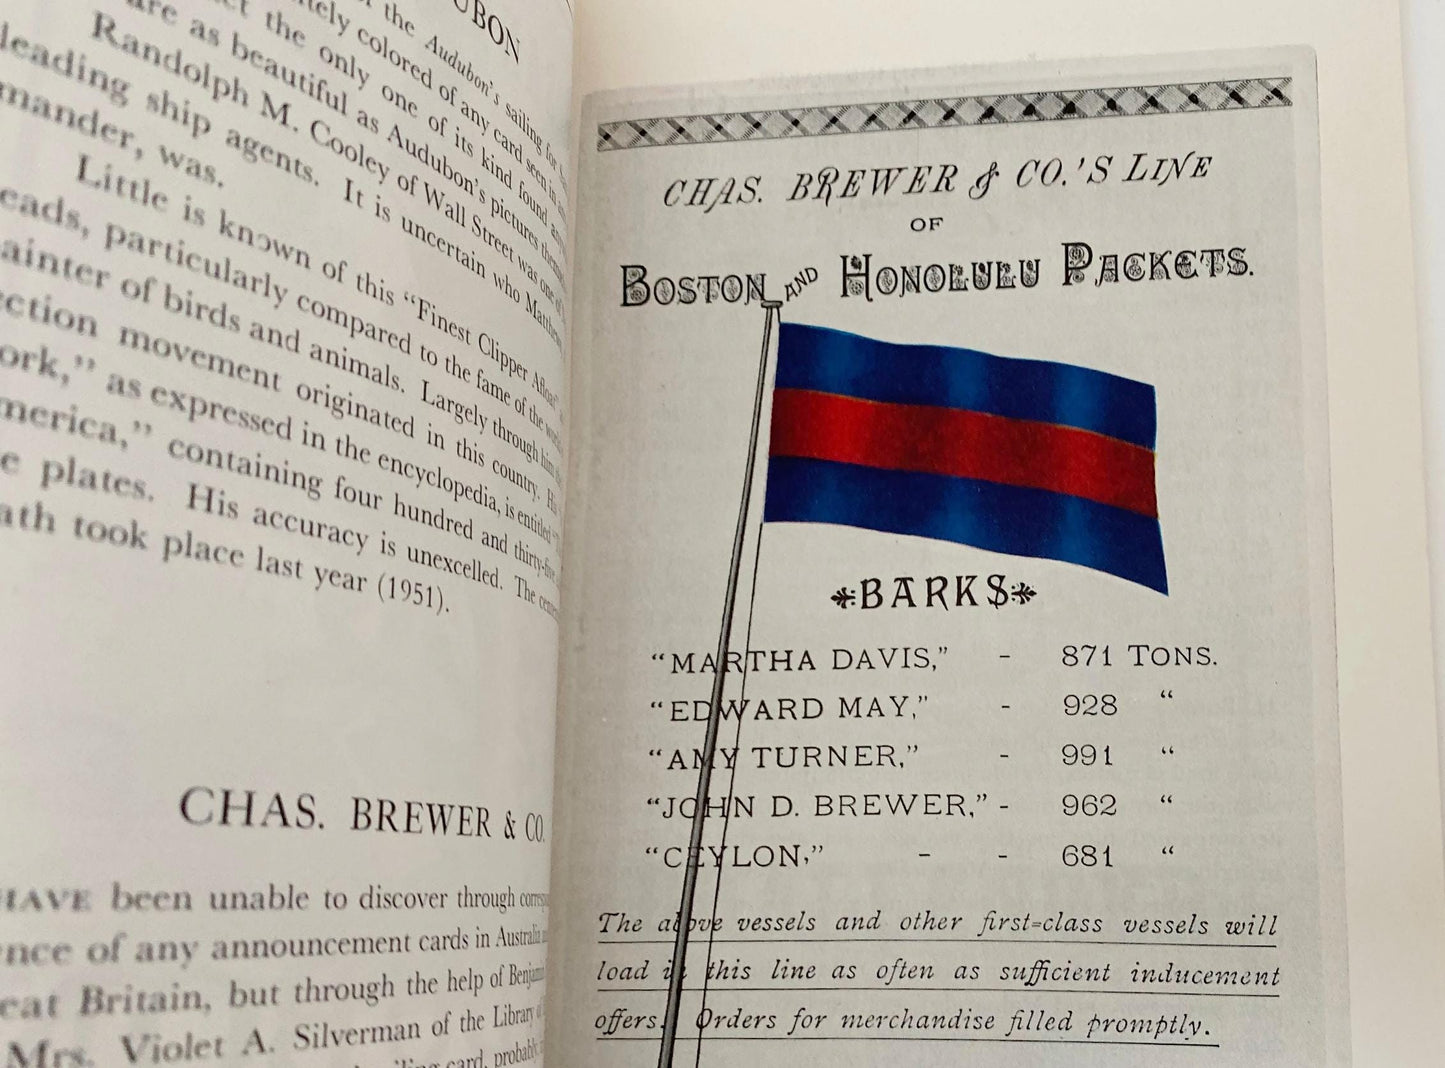 UBON
the Audubon's sailing for
colored of any card seen in
the only one of its kind found
are as beautiful as Audubon's pictures
Randolph M. Cooley of Wall Street was one of
leading ship agents. It is uncertain who Matthew
mander, was.
Little is known of this “Finest Clipper Afloat”
eads, particularly compared to the fame of the
ainter of birds and animals. Largely through him
ction movement originated in this country. His
ork,” as expressed in the encyclopedia, is entitled
merica,” containing four hundred and thirty-five
e plates. His accuracy is unexcelled. The
ath took place last year (1951).
CHAS. BREWER & CO.
HAVE been unable to discover through
nce of any announcement cards in Australia
eat Britain, but through the help of Benjamin
Mrs. Violet A. Silverman of the Library
card, probably
CHAS. BREWER & CO.'S LINE
OF
BOSTON AND HONOLULU PACKETS.
BARKS
“MARTHA DAVIS,” - 871 TONS.
“EDWARD MAY,” - 928 “
“AMY TURNER,” - 991 “
“JOHN D. BREWER,” - 962 “
“CEYLON,” - - 681 “
The above vessels and other first=class vessels will
load in this line as often as sufficient inducement
offers. Orders for merchandise filled promptly.